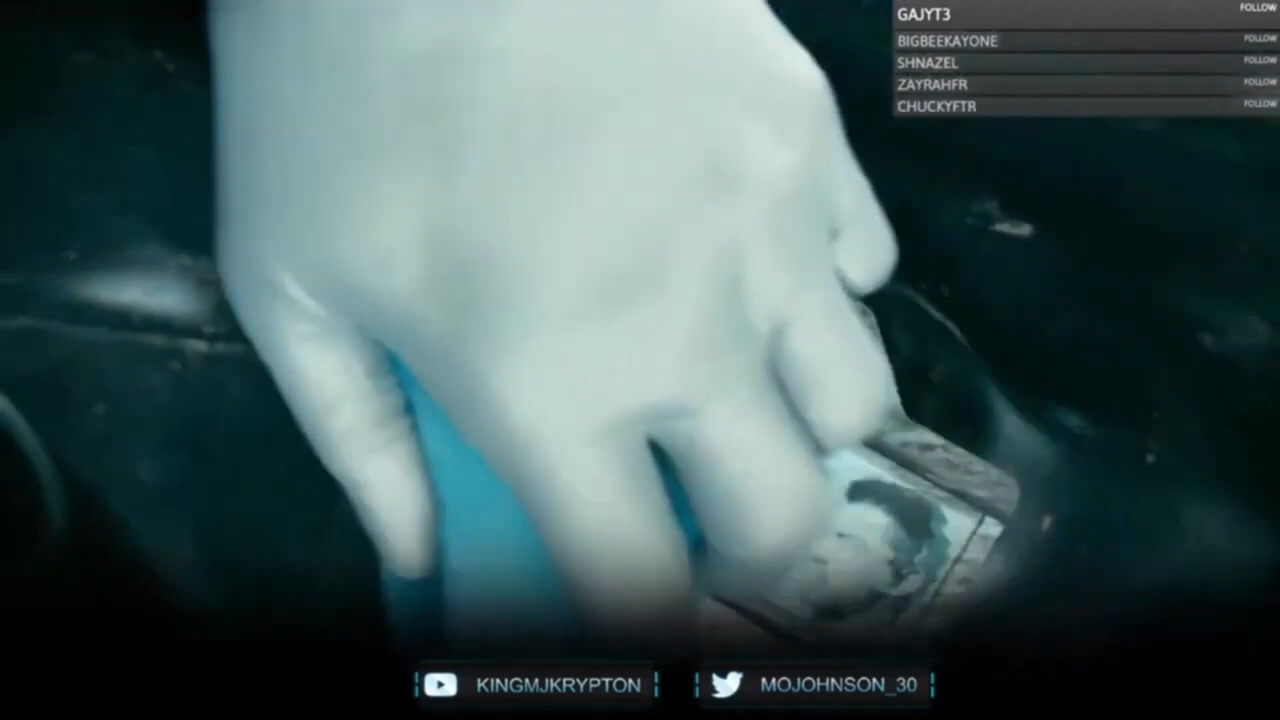 GAJYT3 FOLLOW
BIGBEEKAYONE FOLLOW
SHNAZEL FOLLOW
ZAYRAHFR FOLLOW
CHUCKYFTR FOLLOW
KINGMJKRYPTON MOJOHNSON_30